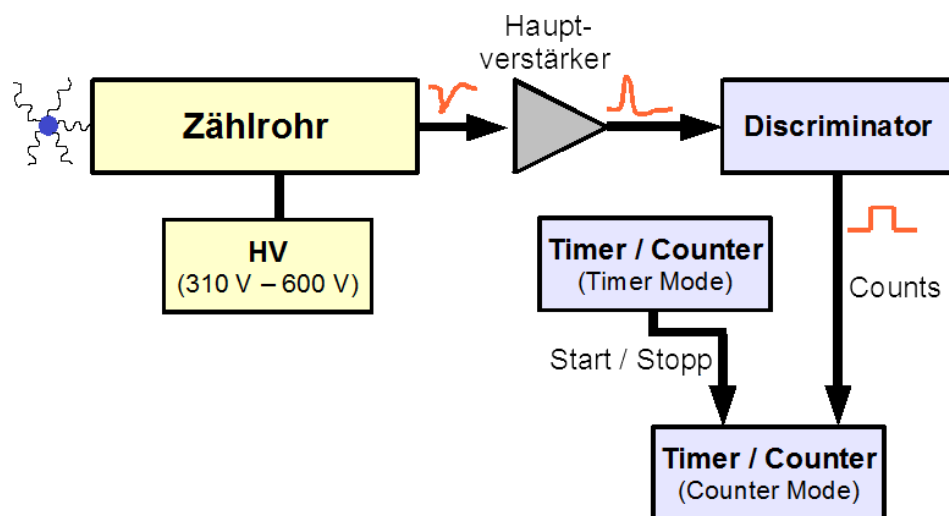 Haupt-
verstärker
Zählrohr
Discriminator
HV
(310 V – 600 V)
Timer / Counter
(Timer Mode)
Counts
Start / Stopp
Timer / Counter
(Counter Mode)